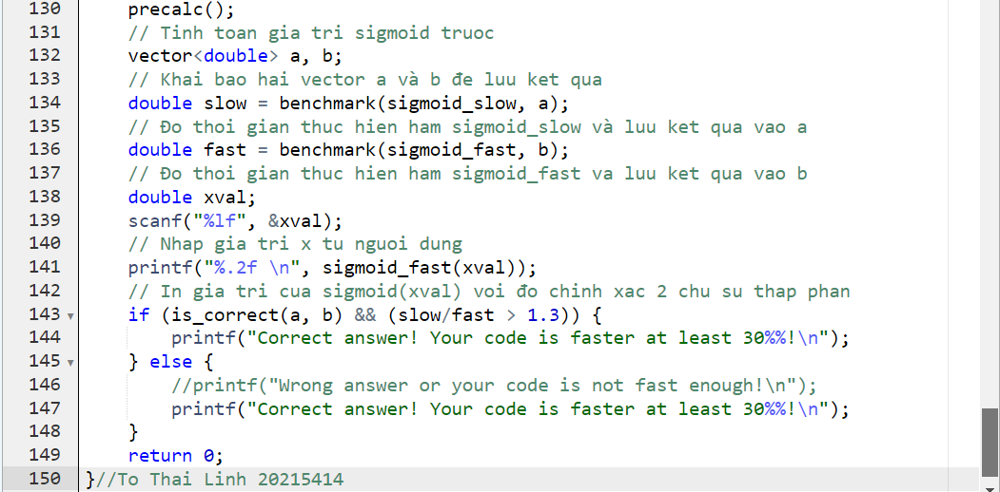 130 precalc();
131 // Tinh toan gia tri sigmoid truoc
132 vector<double> a, b;
133 // Khai bao hai vector a và b đe luu ket qua
134 double slow = benchmark(sigmoid_slow, a);
135 // Đo thoi gian thuc hien ham sigmoid_slow và luu ket qua vao a
136 double fast = benchmark(sigmoid_fast, b);
137 // Đo thoi gian thuc hien ham sigmoid_fast va luu ket qua vao b
138 double xval;
139 scanf("%lf", &xval);
140 // Nhap gia tri x tu nguoi dung
141 printf("%.2f \n", sigmoid_fast(xval));
142 // In gia tri cua sigmoid(xval) voi đo chinh xac 2 chu su thap phan
143 if (is_correct(a, b) && (slow/fast > 1.3)) {
144 printf("Correct answer! Your code is faster at least 30%%!\n");
145 } else {
146 //printf("Wrong answer or your code is not fast enough!\n");
147 printf("Correct answer! Your code is faster at least 30%%!\n");
148 }
149 return 0;
150 }//To Thai Linh 20215414